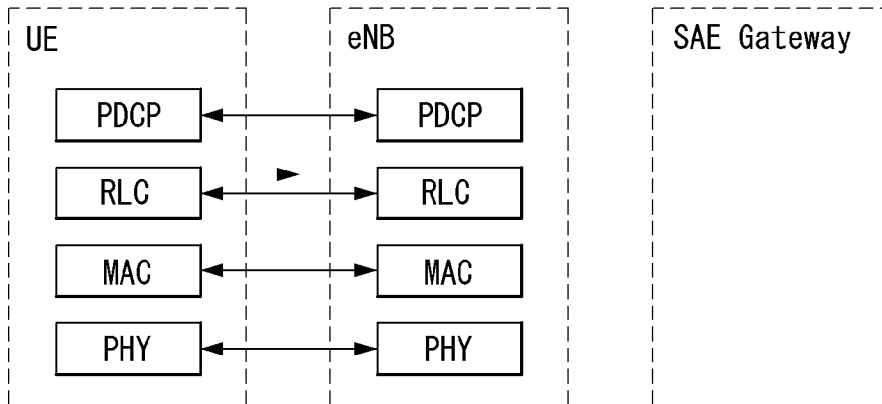 UE eNB SAE Gateway
PDCP PDCP
RLC RLC
MAC MAC
PHY PHY